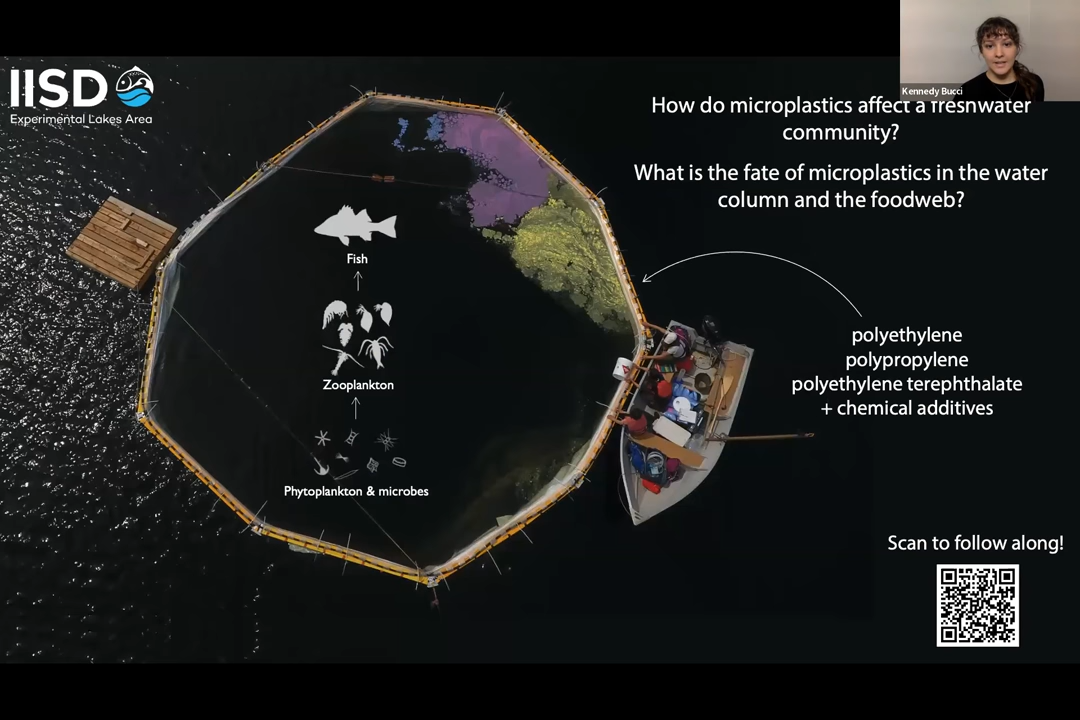 IISD
Experimental Lakes Area
Kennedy Bucci
How do microplastics affect a freshwater
community?
What is the fate of microplastics in the water
column and the foodweb?
Fish
Zooplankton
Phytoplankton & microbes
polyethylene
polypropylene
polyethylene terephthalate
+ chemical additives
Scan to follow along!